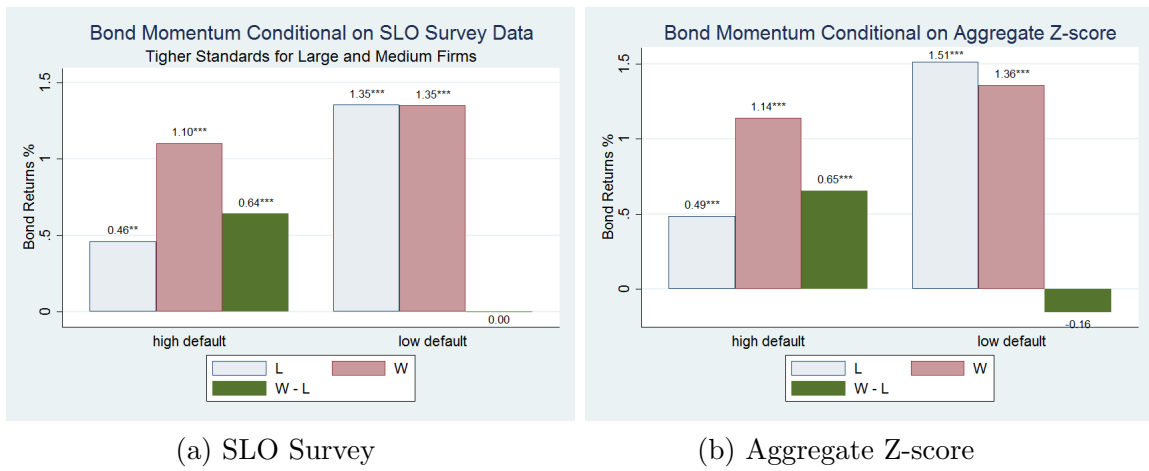 Bond Momentum Conditional on SLO Survey Data
Tigher Standards for Large and Medium Firms
Bond Returns %
1.5
1
.5
0
0.46**
1.10***
0.64***
1.35***
1.35***
0.00
high default
low default
L
W
W - L
(a) SLO Survey
Bond Momentum Conditional on Aggregate Z-score
Bond Returns %
1.5
1
.5
0
0.49***
1.14***
0.65***
1.51***
1.36***
-0.16
high default
low default
L
W
W - L
(b) Aggregate Z-score